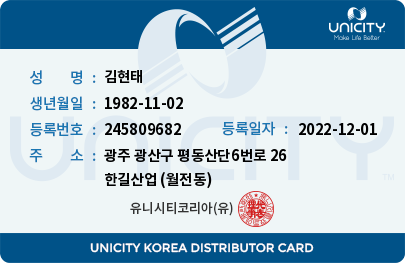 UNICITY
Make Life Better
성 명 : 김현태
생년월일 : 1982-11-02
등록번호 : 245809682 등록일자 : 2022-12-01
주 소 : 광주 광산구 평동산단6번로 26
한길산업 (월전동)
UNICITY
TM
유니시티코리아(유)
UNICITY KOREA DISTRIBUTOR CARD